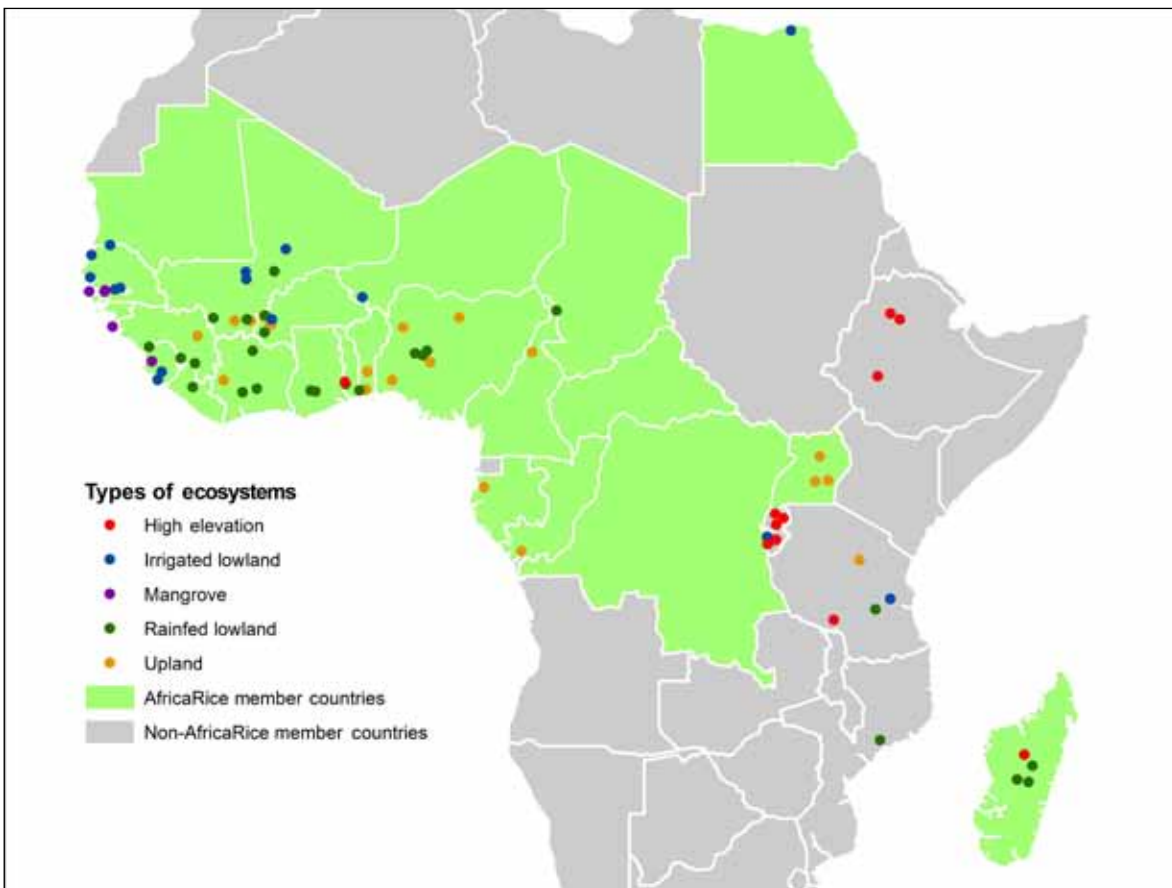 Types of ecosystems
High elevation
Irrigated lowland
Mangrove
Rainfed lowland
Upland
AfricaRice member countries
Non-AfricaRice member countries